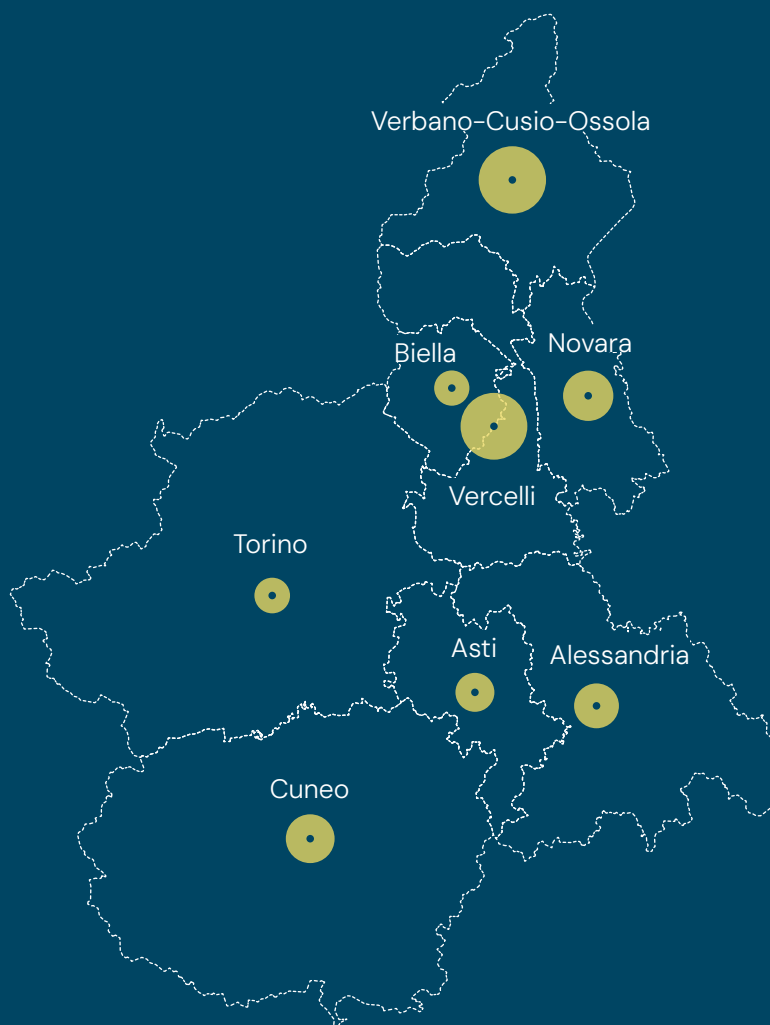 Verbano-Cusio-Ossola
Novara
Biella
Vercelli
Torino
Asti
Alessandria
Cuneo